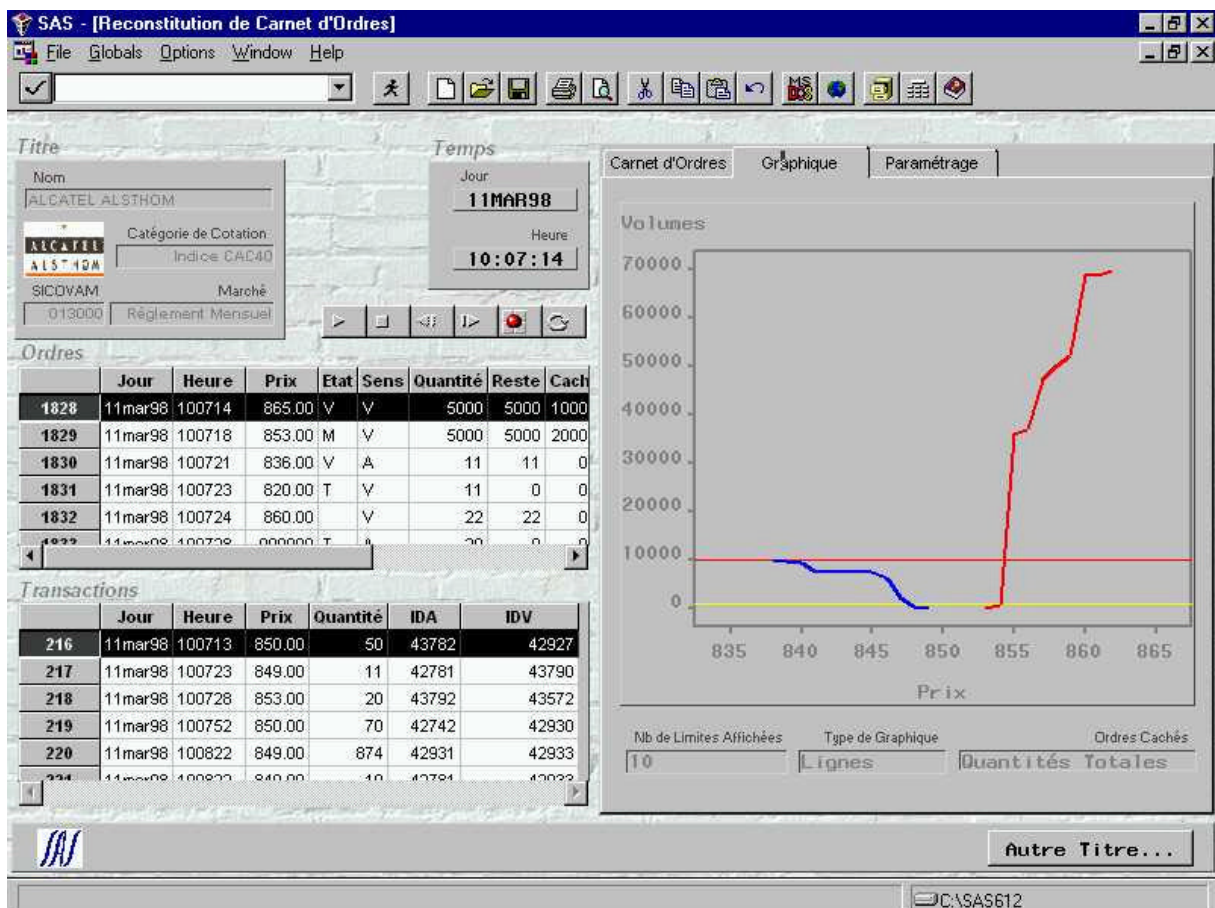 SAS - [Reconstitution de Carnet d'Ordres]
File Globals Options Window Help
Titre
Nom
ALCATEL ALSTHOM
ALCATEL
ALSTHOM
Catégorie de Cotation
Indice CAC40
SICOVAM
Marché
013000
Règlement Mensuel
Temps
Jour
11MAR98
Heure
10:07:14
Ordres
Jour Heure Prix Etat Sens Quantité Reste Cach
1828 11mar98 100714 865.00 V V 5000 5000 1000
1829 11mar98 100718 853.00 M V 5000 5000 2000
1830 11mar98 100721 836.00 V A 11 11 0
1831 11mar98 100723 820.00 T V 11 0 0
1832 11mar98 100724 860.00 V 22 22 0
Transactions
Jour Heure Prix Quantité IDA IDV
216 11mar98 100713 850.00 50 43782 42927
217 11mar98 100723 849.00 11 42781 43790
218 11mar98 100728 853.00 20 43792 43572
219 11mar98 100752 850.00 70 42742 42930
220 11mar98 100822 849.00 874 42931 42933
Carnet d'Ordres Graphique Paramétrage
Volumes
70000
60000
50000
40000
30000
20000
10000
0
835 840 845 850 855 860 865
Prix
Nb de Limites Affichées Type de Graphique Ordres Cachés
10 Lignes Quantités Totales
Autre Titre...
C:\SAS612